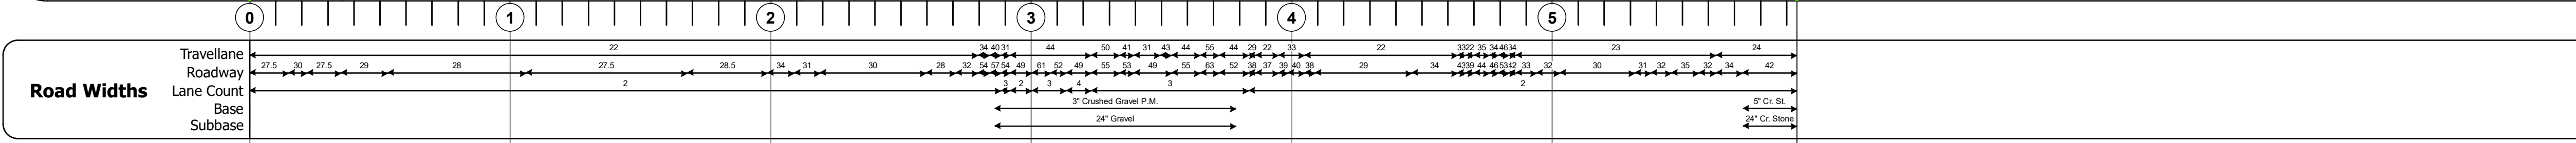 0 1 2 3 4 5
Travellane 22 34 40 31 44 50 41 31 43 44 55 44 29 22 33 22 33 22 35 34 46 34 23 24
Roadway 27.5 30 27.5 29 28 27.5 28.5 34 31 30 28 32 54 57 54 49 61 52 49 55 53 49 55 63 52 38 37 39 40 38 29 34 43 39 44 46 53 42 33 32 30 31 32 35 32 34 42
Road Widths
Lane Count 2 3 2 3 4 3 2
Base 3" Crushed Gravel P.M. 5" Cr. St.
Subbase 24" Gravel 24" Cr. Stone